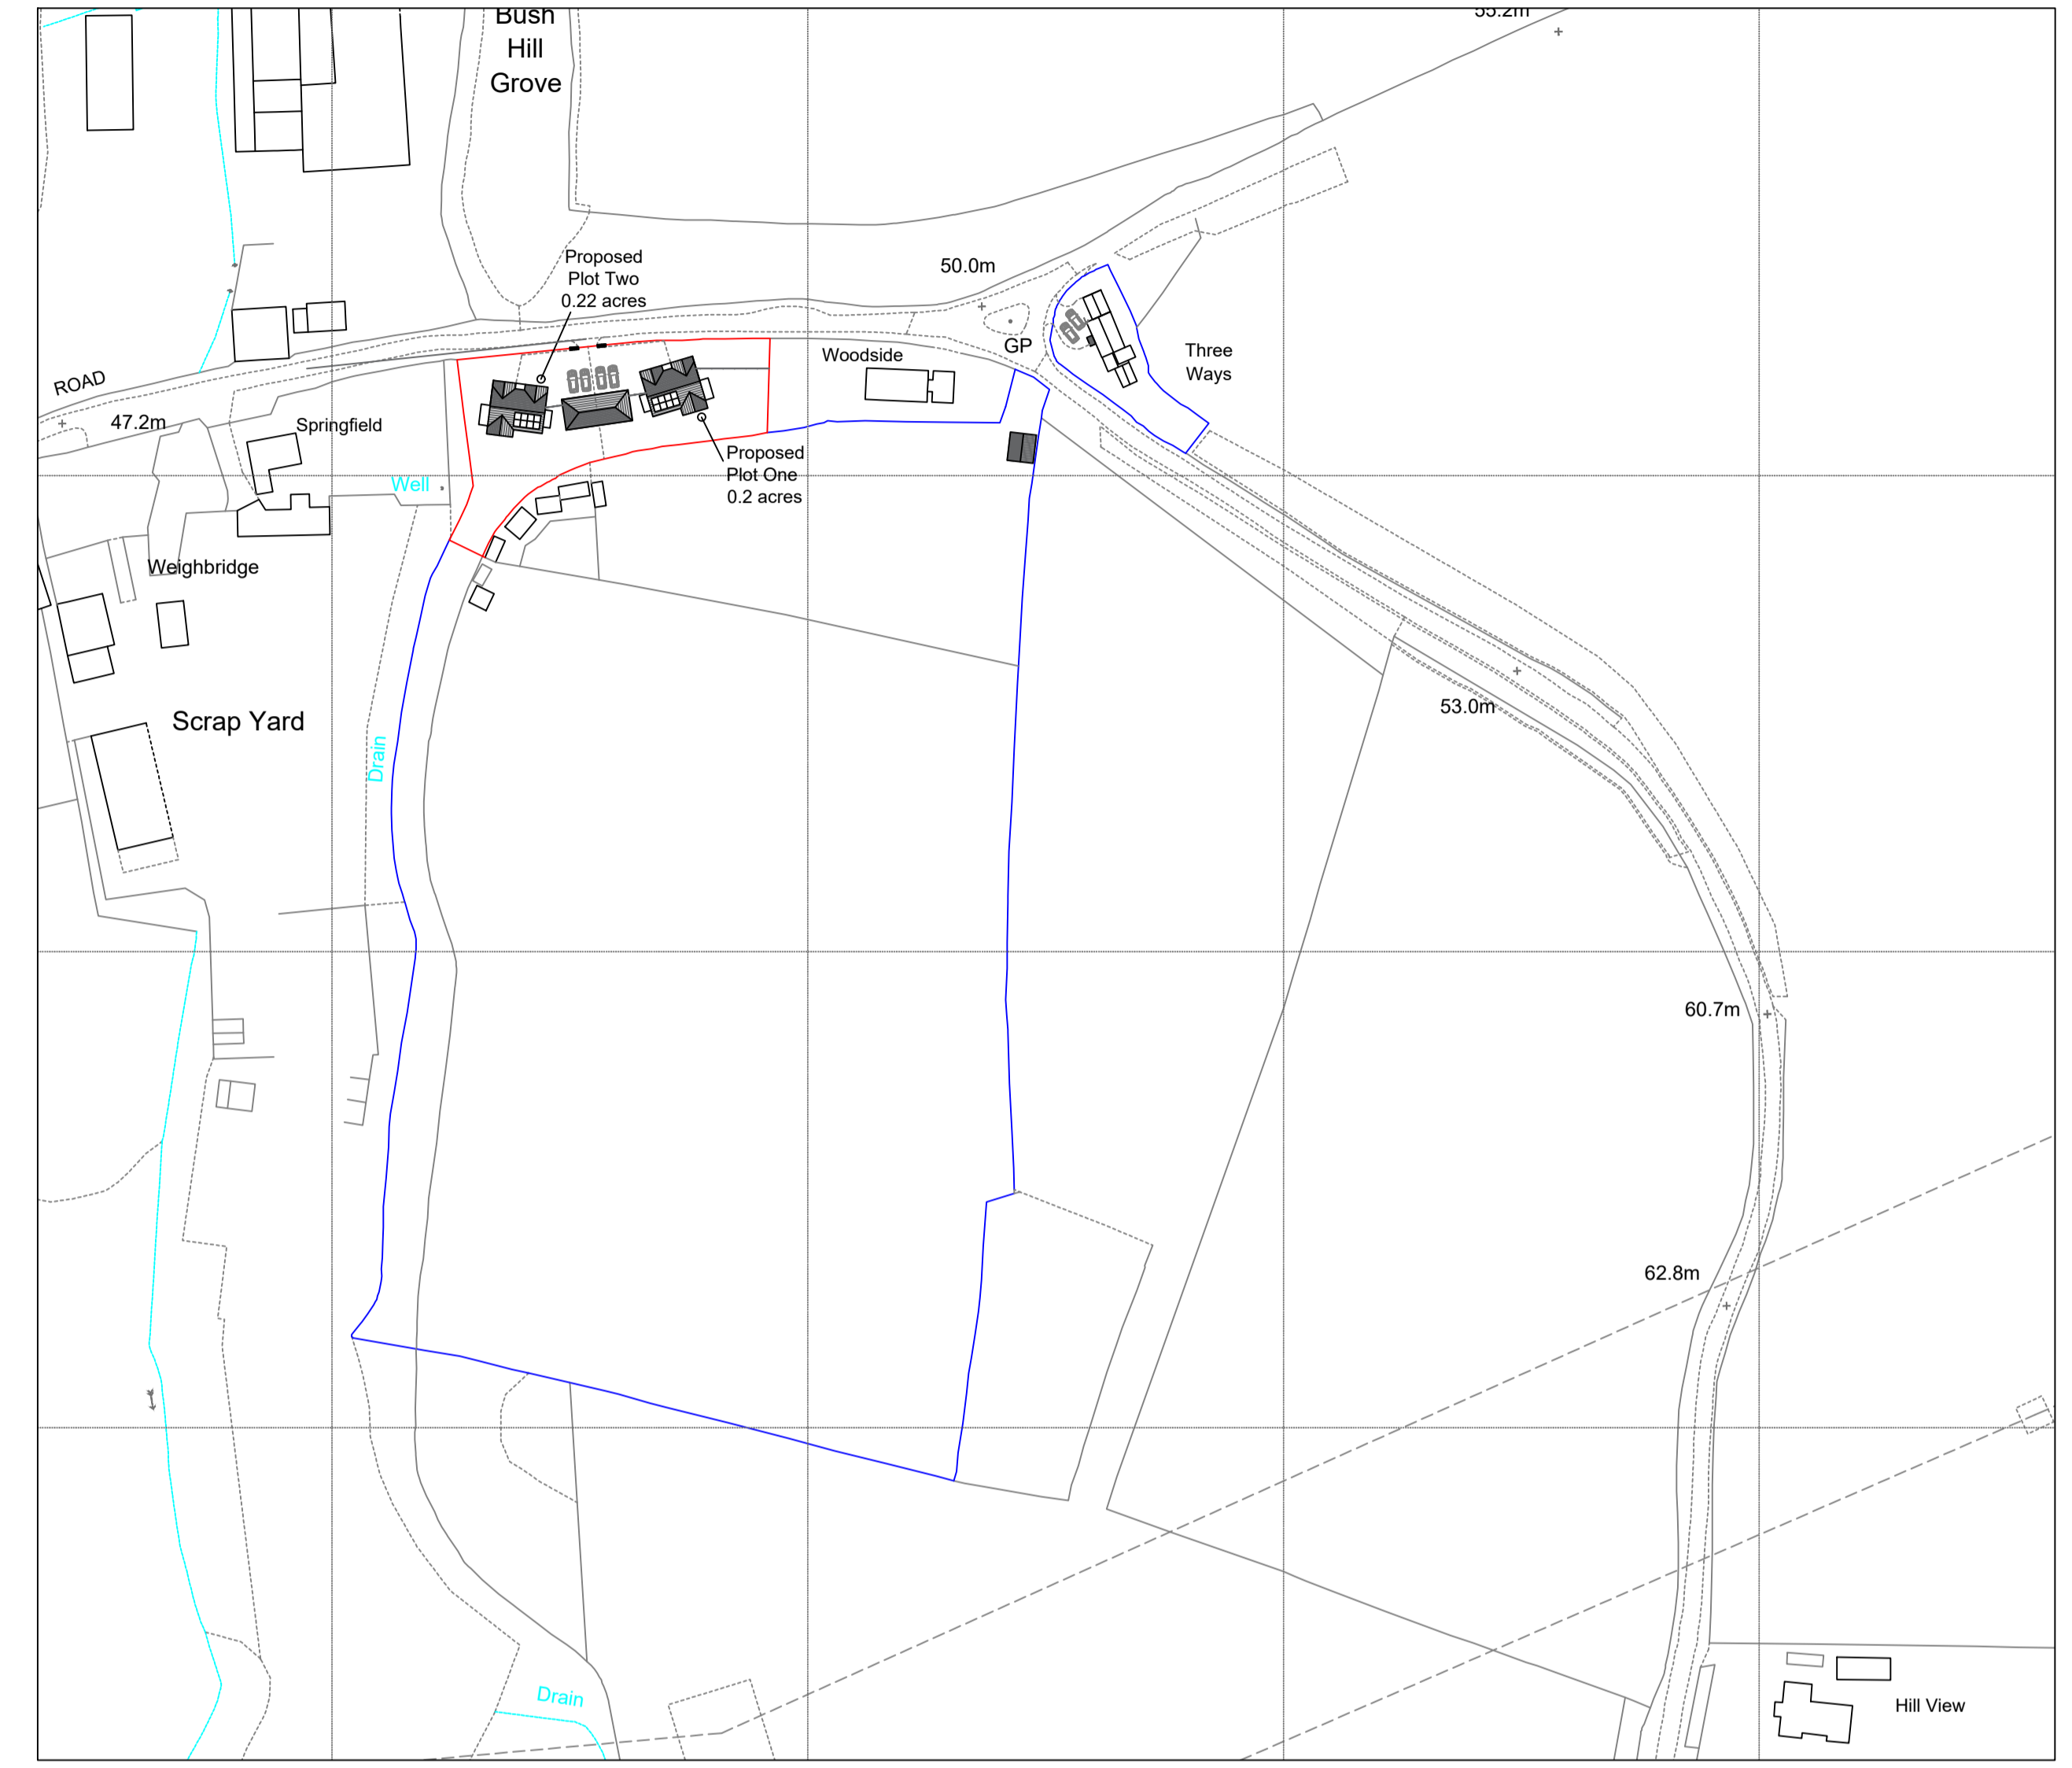 Bush
Hill
Grove
55.2m
Proposed
Plot Two
0.22 acres
50.0m
GP
Three
Ways
Woodside
ROAD
47.2m
Springfield
Well
Proposed
Plot One
0.2 acres
Weighbridge
Scrap Yard
Drain
53.0m
60.7m
62.8m
Drain
Hill View